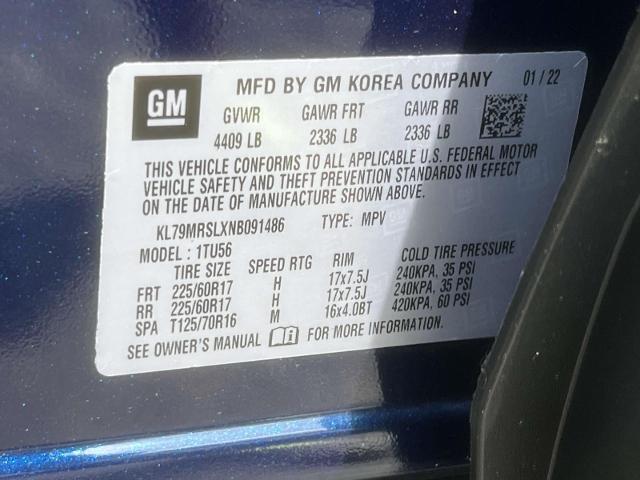 GM MFD BY GM KOREA COMPANY 01 / 22
GVWR GAWR FRT GAWR RR
4409 LB 2336 LB 2336 LB
THIS VEHICLE CONFORMS TO ALL APPLICABLE U.S. FEDERAL MOTOR
VEHICLE SAFETY AND THEFT PREVENTION STANDARDS IN EFFECT
ON THE DATE OF MANUFACTURE SHOWN ABOVE.
KL79MRSLXNB091486 TYPE: MPV
MODEL: 1TU56
TIRE SIZE SPEED RTG RIM COLD TIRE PRESSURE
FRT 225/60R17 H 17x7.5J 240KPA, 35 PSI
RR 225/60R17 H 17x7.5J 240KPA, 35 PSI
SPA T125/70R16 M 16x4.0BT 420KPA, 60 PSI
SEE OWNER'S MANUAL FOR MORE INFORMATION.